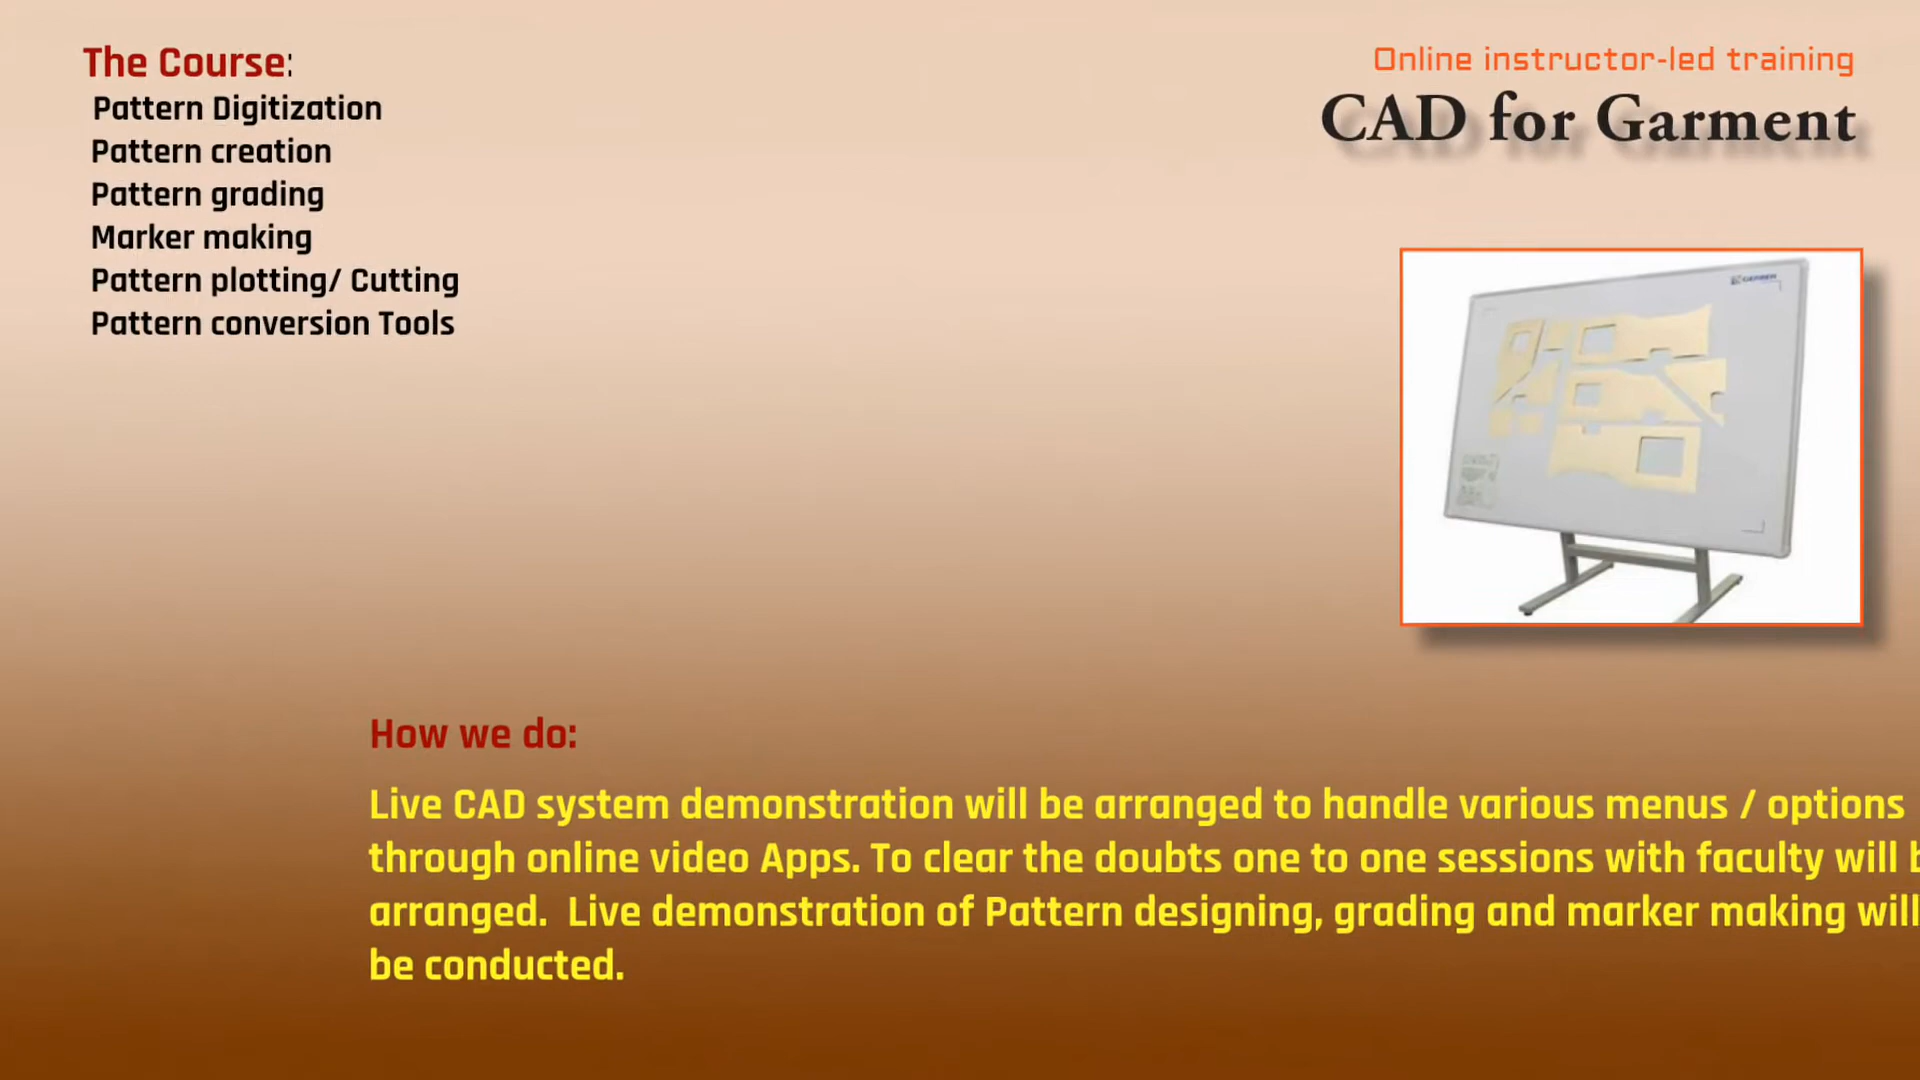 The Course:
Pattern Digitization
Pattern creation
Pattern grading
Marker making
Pattern plotting/ Cutting
Pattern conversion Tools
Online instructor-led training
CAD for Garment
GERBER
How we do:
Live CAD system demonstration will be arranged to handle various menus / options
through online video Apps. To clear the doubts one to one sessions with faculty will
arranged. Live demonstration of Pattern designing, grading and marker making will
be conducted.